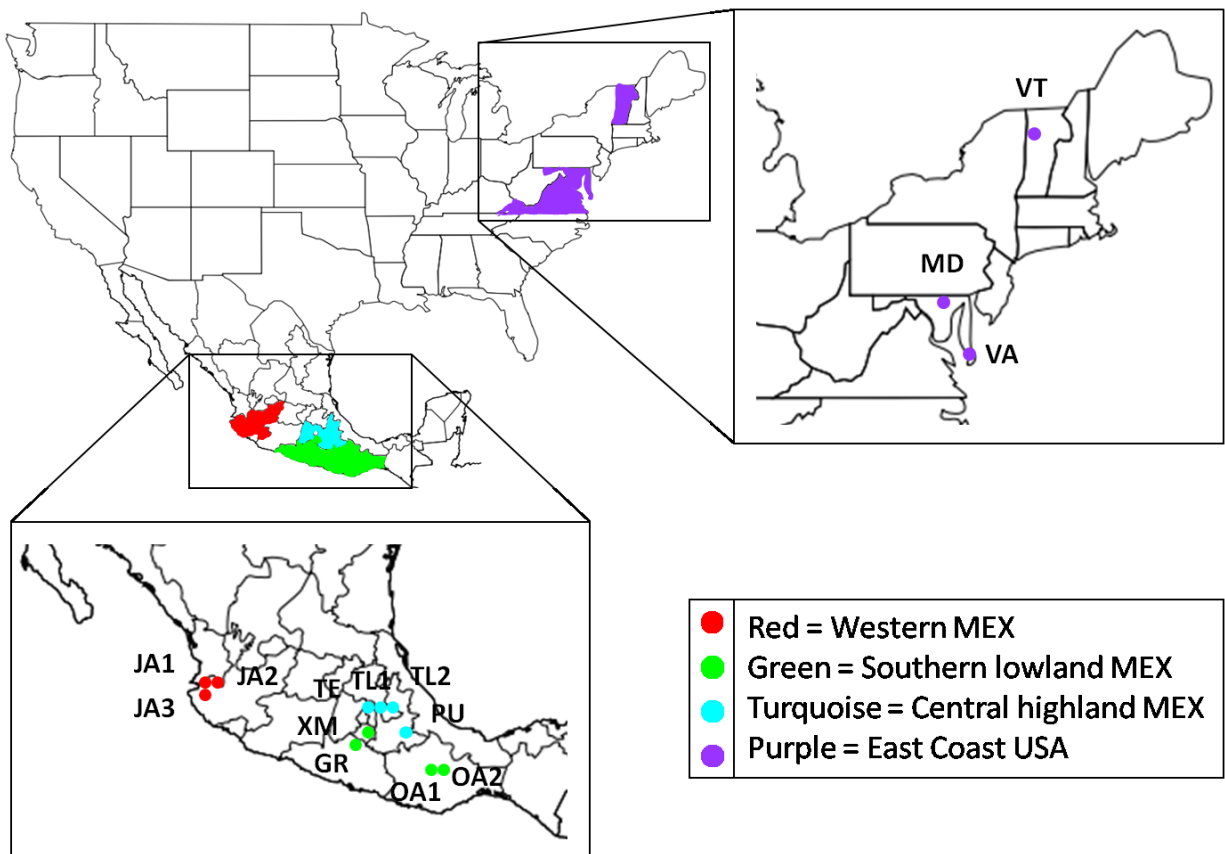 VT
MD
VA
JA1
JA2
JA3
TE
TL1
TL2
XM
PU
GR
OA1
OA2
Red = Western MEX
Green = Southern lowland MEX
Turquoise = Central highland MEX
Purple = East Coast USA